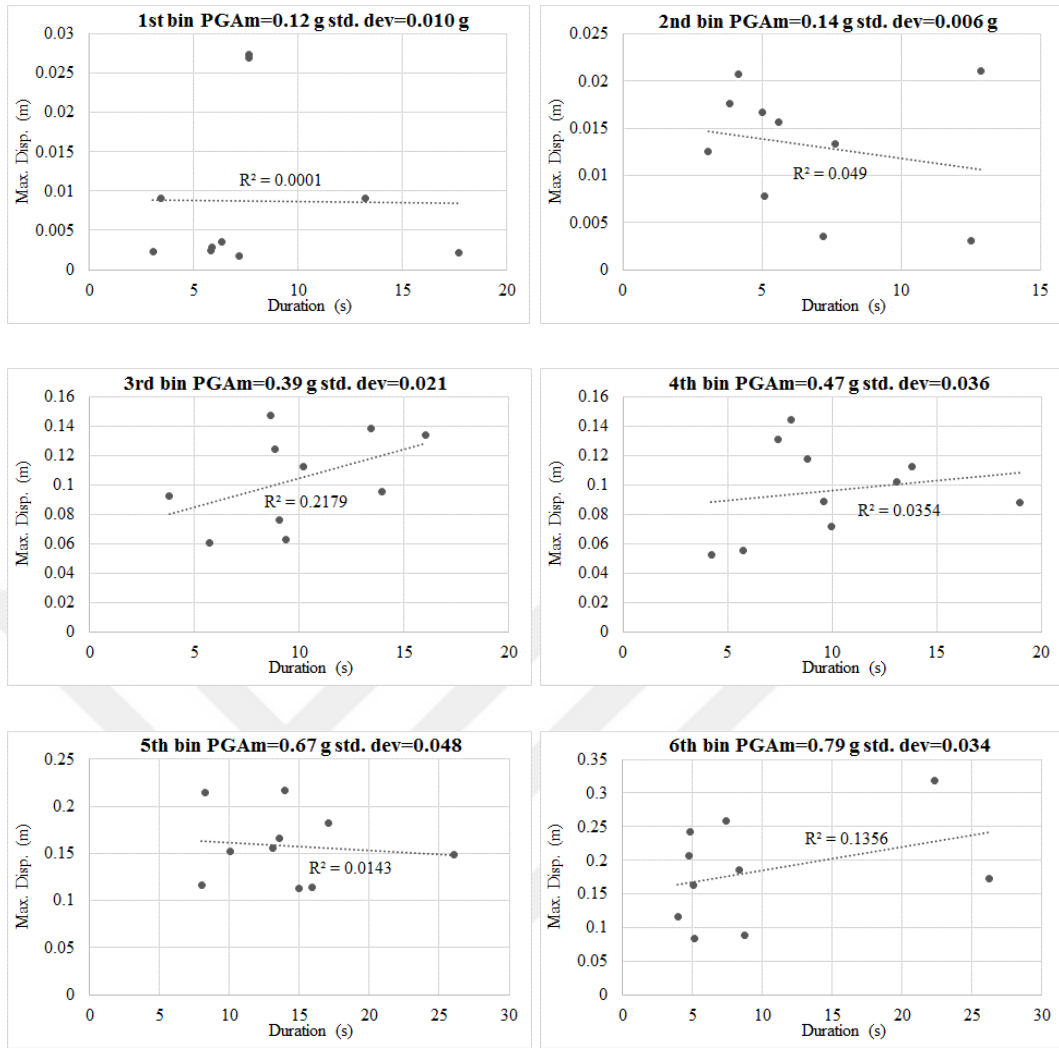 1st bin PGAm=0.12 g std. dev=0.010 g
Max. Disp. (m)
0.03
0.025
0.02
0.015
0.01
0.005
0
R² = 0.0001
0 5 10 15 20
Duration (s)
2nd bin PGAm=0.14 g std. dev=0.006 g
Max. Disp. (m)
0.025
0.02
0.015
0.01
0.005
0
R² = 0.049
0 5 10 15
Duration (s)
3rd bin PGAm=0.39 g std. dev=0.021
Max. Disp. (m)
0.16
0.14
0.12
0.1
0.08
0.06
0.04
0.02
0
R² = 0.2179
0 5 10 15 20
Duration (s)
4th bin PGAm=0.47 g std. dev=0.036
Max. Disp. (m)
0.16
0.14
0.12
0.1
0.08
0.06
0.04
0.02
0
R² = 0.0354
0 5 10 15 20
Duration (s)
5th bin PGAm=0.67 g std. dev=0.048
Max. Disp. (m)
0.25
0.2
0.15
0.1
0.05
0
R² = 0.0143
0 5 10 15 20 25 30
Duration (s)
6th bin PGAm=0.79 g std. dev=0.034
Max. Disp. (m)
0.35
0.3
0.25
0.2
0.15
0.1
0.05
0
R² = 0.1356
0 5 10 15 20 25 30
Duration (s)